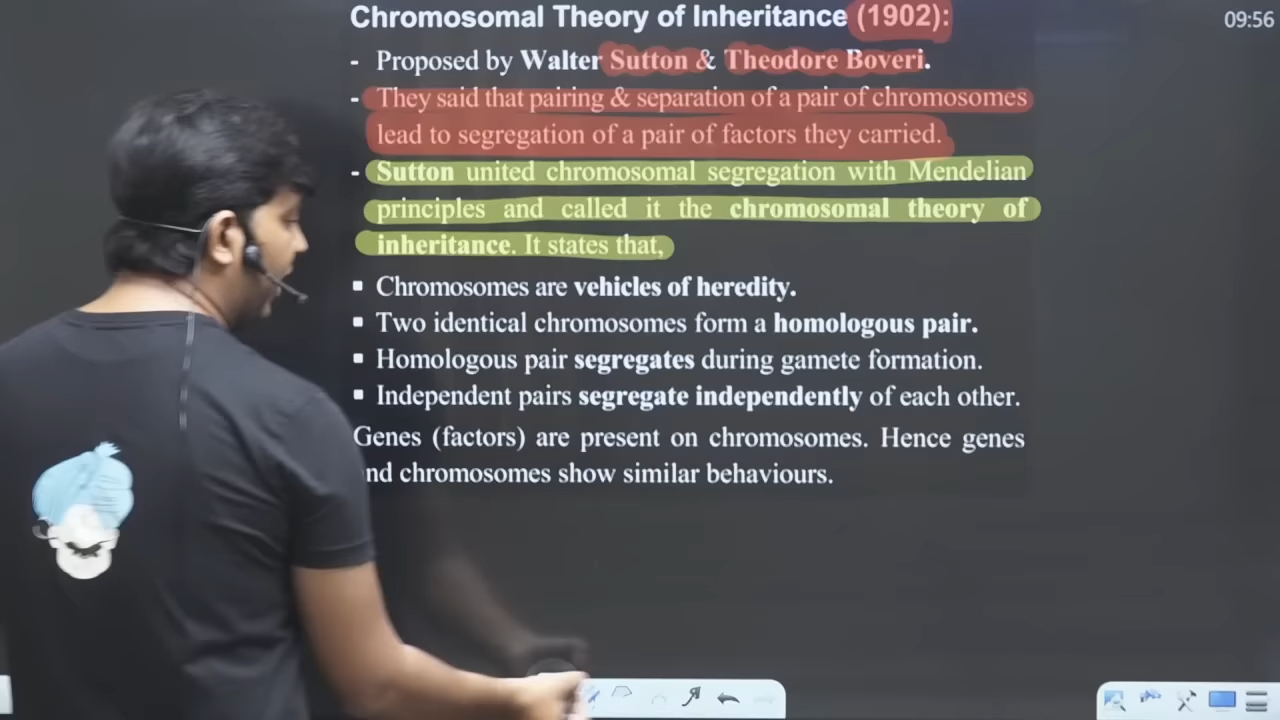 Chromosomal Theory of Inheritance (1902):
09:56
- Proposed by Walter Sutton & Theodore Boveri.
- They said that pairing & separation of a pair of chromosomes
lead to segregation of a pair of factors they carried.
- Sutton united chromosomal segregation with Mendelian
principles and called it the chromosomal theory of
inheritance. It states that,
▪ Chromosomes are vehicles of heredity.
▪ Two identical chromosomes form a homologous pair.
▪ Homologous pair segregates during gamete formation.
▪ Independent pairs segregate independently of each other.
Genes (factors) are present on chromosomes. Hence genes
nd chromosomes show similar behaviours.